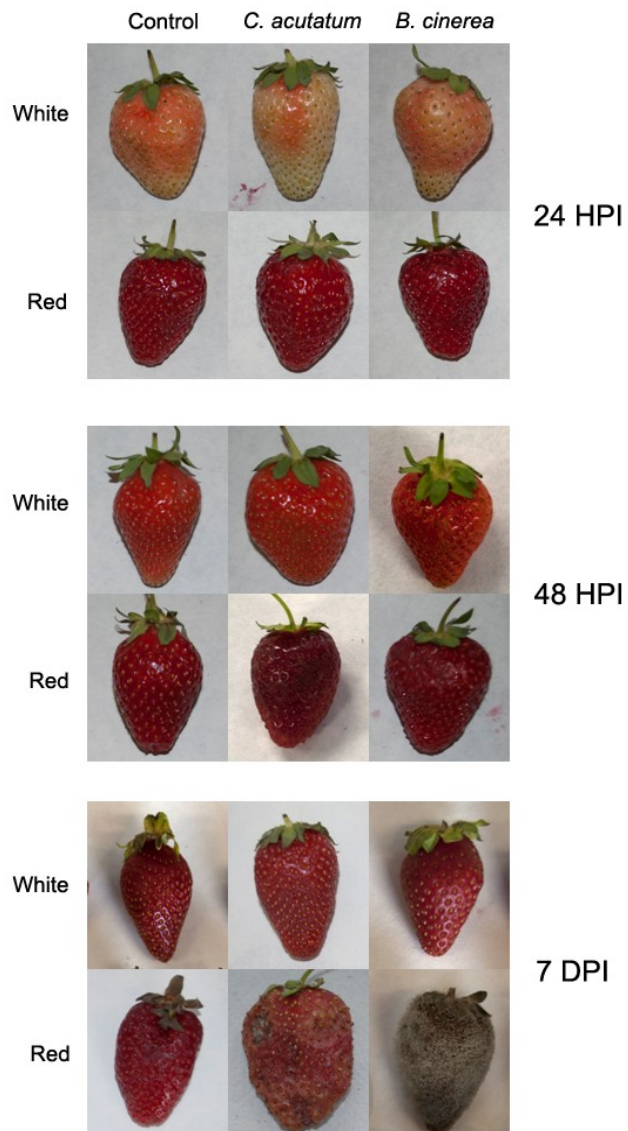 Control C. acutatum B. cinerea
White
24 HPI
Red
White
48 HPI
Red
White
7 DPI
Red